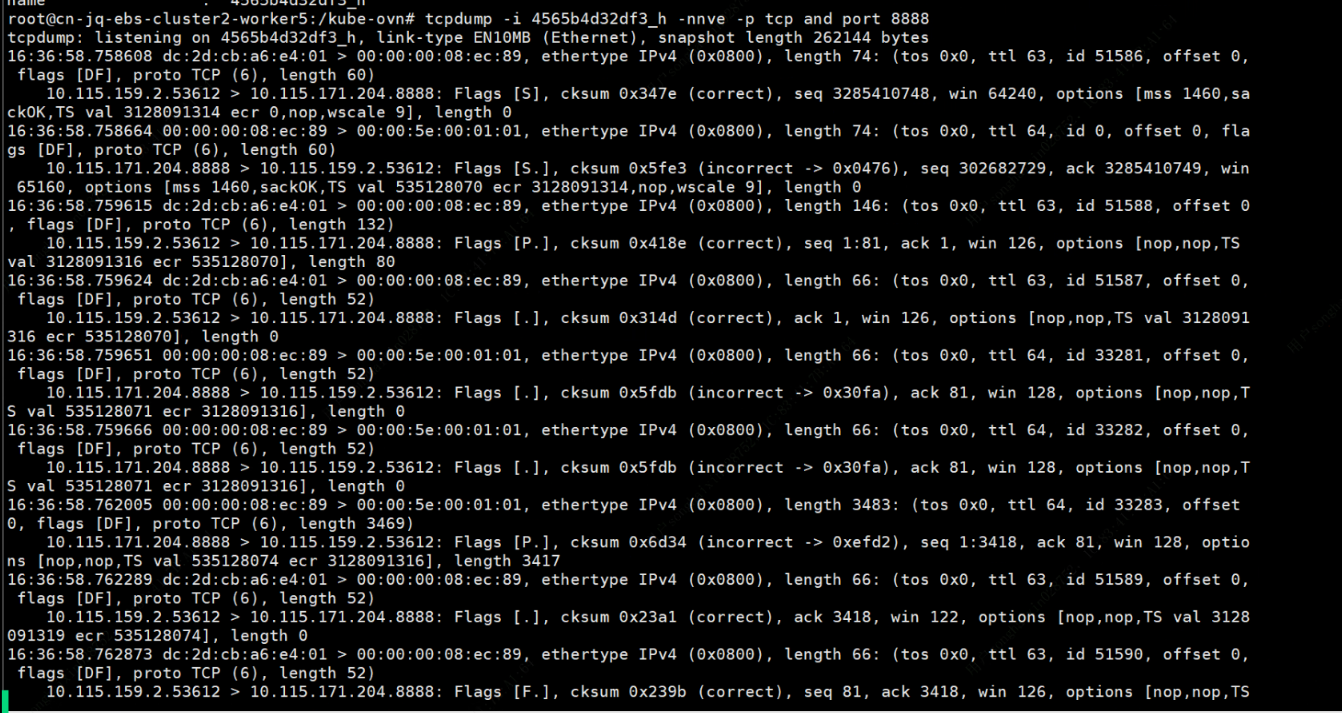 name                :  4565b4d32df3_h
root@cn-jq-ebs-cluster2-worker5:/kube-ovn# tcpdump -i 4565b4d32df3_h -nnve -p tcp and port 8888
tcpdump: listening on 4565b4d32df3_h, link-type EN10MB (Ethernet), snapshot length 262144 bytes
16:36:58.758608 dc:2d:cb:a6:e4:01 > 00:00:00:08:ec:89, ethertype IPv4 (0x0800), length 74: (tos 0x0, ttl 63, id 51586, offset 0,
 flags [DF], proto TCP (6), length 60)
    10.115.159.2.53612 > 10.115.171.204.8888: Flags [S], cksum 0x347e (correct), seq 3285410748, win 64240, options [mss 1460,sa
ckOK,TS val 3128091314 ecr 0,nop,wscale 9], length 0
16:36:58.758664 00:00:00:08:ec:89 > 00:00:5e:00:01:01, ethertype IPv4 (0x0800), length 74: (tos 0x0, ttl 64, id 0, offset 0, fla
gs [DF], proto TCP (6), length 60)
    10.115.171.204.8888 > 10.115.159.2.53612: Flags [S.], cksum 0x5fe3 (incorrect -> 0x0476), seq 302682729, ack 3285410749, win
 65160, options [mss 1460,sackOK,TS val 535128070 ecr 3128091314,nop,wscale 9], length 0
16:36:58.759615 dc:2d:cb:a6:e4:01 > 00:00:00:08:ec:89, ethertype IPv4 (0x0800), length 146: (tos 0x0, ttl 63, id 51588, offset 0
, flags [DF], proto TCP (6), length 132)
    10.115.159.2.53612 > 10.115.171.204.8888: Flags [P.], cksum 0x418e (correct), seq 1:81, ack 1, win 126, options [nop,nop,TS
val 3128091316 ecr 535128070], length 80
16:36:58.759624 dc:2d:cb:a6:e4:01 > 00:00:00:08:ec:89, ethertype IPv4 (0x0800), length 66: (tos 0x0, ttl 63, id 51587, offset 0,
 flags [DF], proto TCP (6), length 52)
    10.115.159.2.53612 > 10.115.171.204.8888: Flags [.], cksum 0x314d (correct), ack 1, win 126, options [nop,nop,TS val 3128091
316 ecr 535128070], length 0
16:36:58.759651 00:00:00:08:ec:89 > 00:00:5e:00:01:01, ethertype IPv4 (0x0800), length 66: (tos 0x0, ttl 64, id 33281, offset 0,
 flags [DF], proto TCP (6), length 52)
    10.115.171.204.8888 > 10.115.159.2.53612: Flags [.], cksum 0x5fdb (incorrect -> 0x30fa), ack 81, win 128, options [nop,nop,T
S val 535128071 ecr 3128091316], length 0
16:36:58.759666 00:00:00:08:ec:89 > 00:00:5e:00:01:01, ethertype IPv4 (0x0800), length 66: (tos 0x0, ttl 64, id 33282, offset 0,
 flags [DF], proto TCP (6), length 52)
    10.115.171.204.8888 > 10.115.159.2.53612: Flags [.], cksum 0x5fdb (incorrect -> 0x30fa), ack 81, win 128, options [nop,nop,T
S val 535128071 ecr 3128091316], length 0
16:36:58.762005 00:00:00:08:ec:89 > 00:00:5e:00:01:01, ethertype IPv4 (0x0800), length 3483: (tos 0x0, ttl 64, id 33283, offset
0, flags [DF], proto TCP (6), length 3469)
    10.115.171.204.8888 > 10.115.159.2.53612: Flags [P.], cksum 0x6d34 (incorrect -> 0xefd2), seq 1:3418, ack 81, win 128, optio
ns [nop,nop,TS val 535128074 ecr 3128091316], length 3417
16:36:58.762289 dc:2d:cb:a6:e4:01 > 00:00:00:08:ec:89, ethertype IPv4 (0x0800), length 66: (tos 0x0, ttl 63, id 51589, offset 0,
 flags [DF], proto TCP (6), length 52)
    10.115.159.2.53612 > 10.115.171.204.8888: Flags [.], cksum 0x23a1 (correct), ack 3418, win 122, options [nop,nop,TS val 3128
091319 ecr 535128074], length 0
16:36:58.762873 dc:2d:cb:a6:e4:01 > 00:00:00:08:ec:89, ethertype IPv4 (0x0800), length 66: (tos 0x0, ttl 63, id 51590, offset 0,
 flags [DF], proto TCP (6), length 52)
    10.115.159.2.53612 > 10.115.171.204.8888: Flags [F.], cksum 0x239b (correct), seq 81, ack 3418, win 126, options [nop,nop,TS